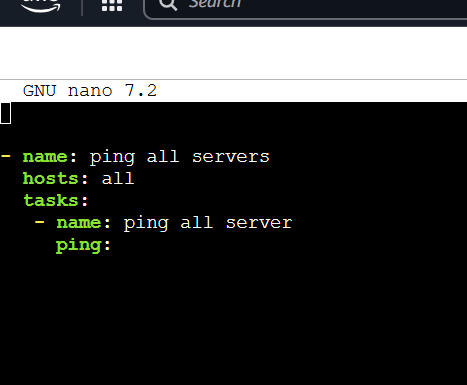 Search
GNU nano 7.2
- name: ping all servers
  hosts: all
  tasks:
   - name: ping all server
     ping: